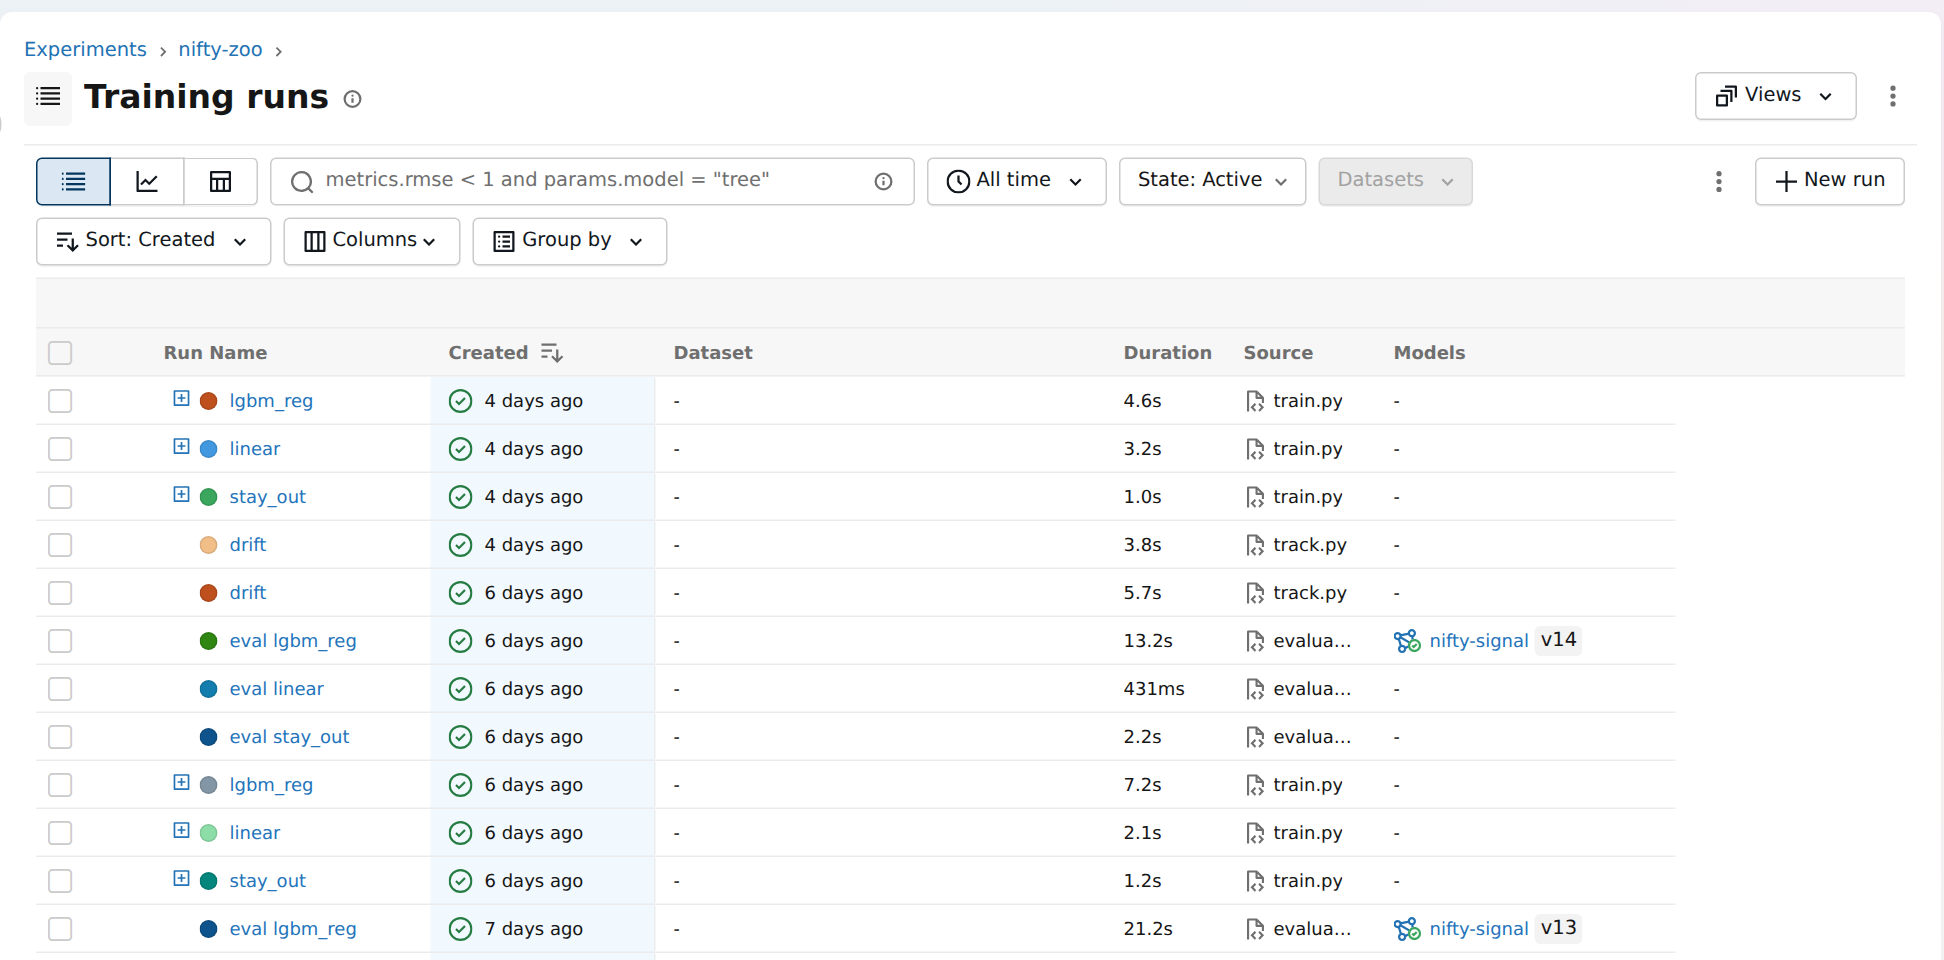 Experiments › nifty-zoo ›
Training runs
Views
metrics.rmse < 1 and params.model = "tree"
All time
State: Active
Datasets
New run
Sort: Created
Columns
Group by
Run Name Created Dataset Duration Source Models
lgbm_reg 4 days ago - 4.6s train.py -
linear 4 days ago - 3.2s train.py -
stay_out 4 days ago - 1.0s train.py -
drift 4 days ago - 3.8s track.py -
drift 6 days ago - 5.7s track.py -
eval lgbm_reg 6 days ago - 13.2s evalua... nifty-signal v14
eval linear 6 days ago - 431ms evalua... -
eval stay_out 6 days ago - 2.2s evalua... -
lgbm_reg 6 days ago - 7.2s train.py -
linear 6 days ago - 2.1s train.py -
stay_out 6 days ago - 1.2s train.py -
eval lgbm_reg 7 days ago - 21.2s evalua... nifty-signal v13